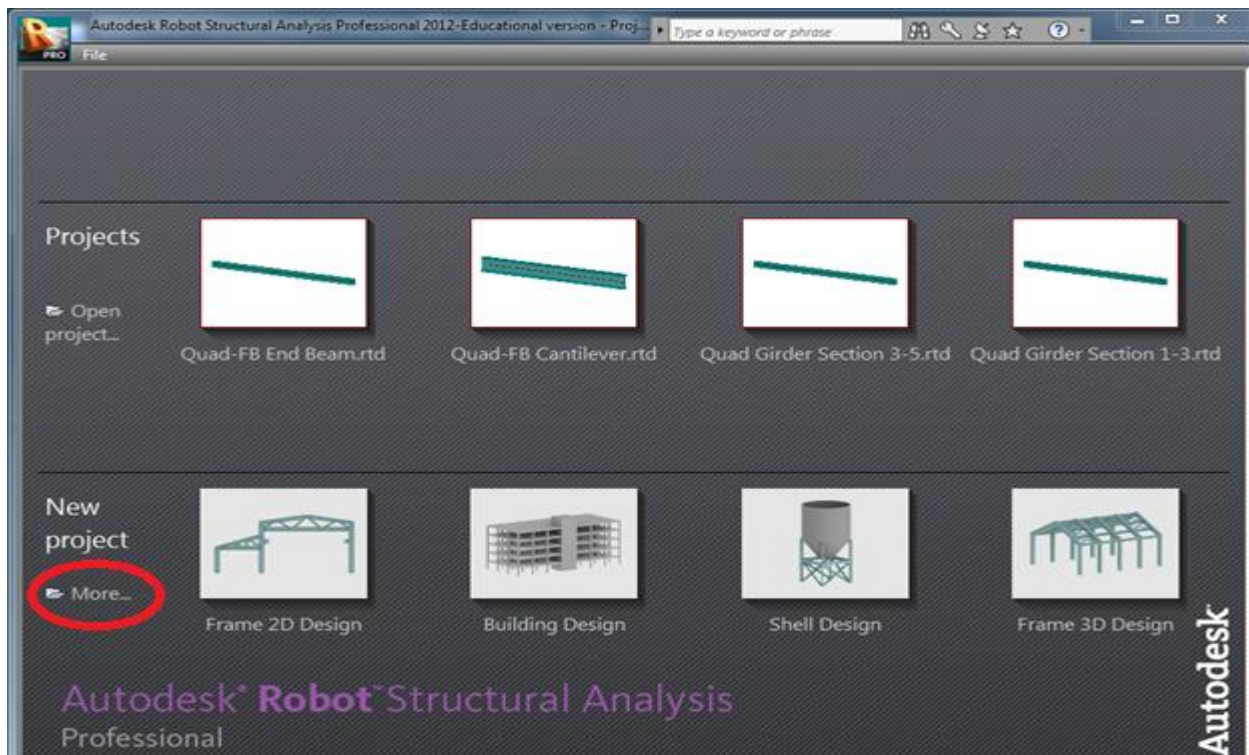 Autodesk Robot Structural Analysis Professional 2012-Educational version - Proj...
Type a keyword or phrase
PRO
File
Projects
Open
project...
Quad-FB End Beam.rtd
Quad-FB Cantilever.rtd
Quad Girder Section 3-5.rtd
Quad Girder Section 1-3.rtd
New
project
More...
Frame 2D Design
Building Design
Shell Design
Frame 3D Design
Autodesk® Robot™ Structural Analysis
Professional
Autodesk